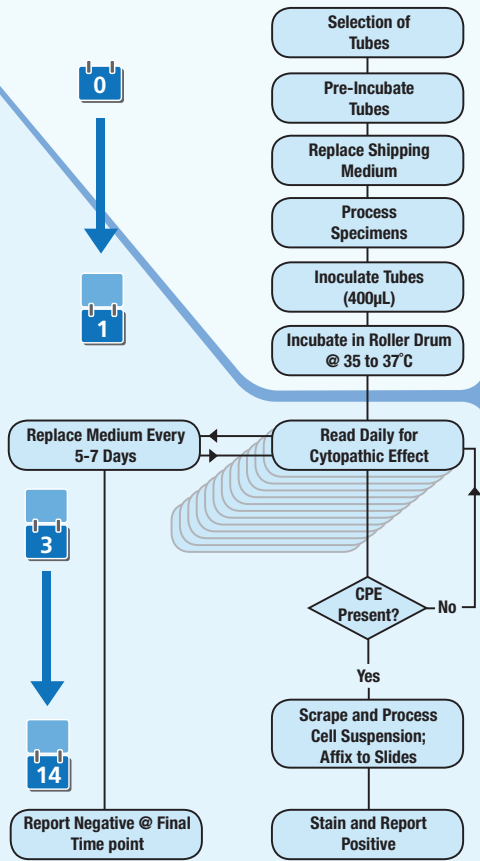 Selection of
Tubes
0
Pre-Incubate
Tubes
Replace Shipping
Medium
Process
Specimens
Inoculate Tubes
(400µL)
1
Incubate in Roller Drum
@ 35 to 37˚C
Replace Medium Every
5-7 Days
Read Daily for
Cytopathic Effect
3
CPE
Present?
No
Yes
Scrape and Process
Cell Suspension;
Affix to Slides
14
Report Negative @ Final
Time point
Stain and Report
Positive